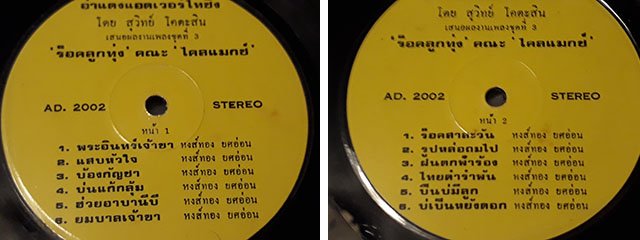 ยำแดงแอดเวอร์ไทซิ่ง
โดย สุวิทย์ โคตะสิน
เสนอผลงานเพลงชุดที่ 3
'ร็อคลูกทุ่ง' คณะ 'ไดลแมกซ์'
AD. 2002 STEREO
หน้า 1
1. พระอินทร์เจ้าขา หงส์ทอง ยศอ่อน
2. แสบหัวใจ หงส์ทอง ยศอ่อน
3. บ้องกัญชา หงส์ทอง ยศอ่อน
4. บ่นแก้กลุ้ม หงส์ทอง ยศอ่อน
5. ฮ่วยอาบานีบี หงส์ทอง ยศอ่อน
6. ยมบาลเจ้าขา หงส์ทอง ยศอ่อน
โดย สุวิทย์ โคตะสิน
เสนอผลงานเพลงชุดที่ 3
'ร็อคลูกทุ่ง' คณะ 'ไดลแมกซ์'
AD. 2002 STEREO
หน้า 2
1. ร็อคสาละวัน หงส์ทอง ยศอ่อน
2. รูปหล่อถมไป หงส์ทอง ยศอ่อน
3. ฝนตกฟ้าร้อง หงส์ทอง ยศอ่อน
4. ไทยดำรำพัน หงส์ทอง ยศอ่อน
5. ปืนบ่มีลูก หงส์ทอง ยศอ่อน
6. บ่เป็นหยังดอก หงส์ทอง ยศอ่อน